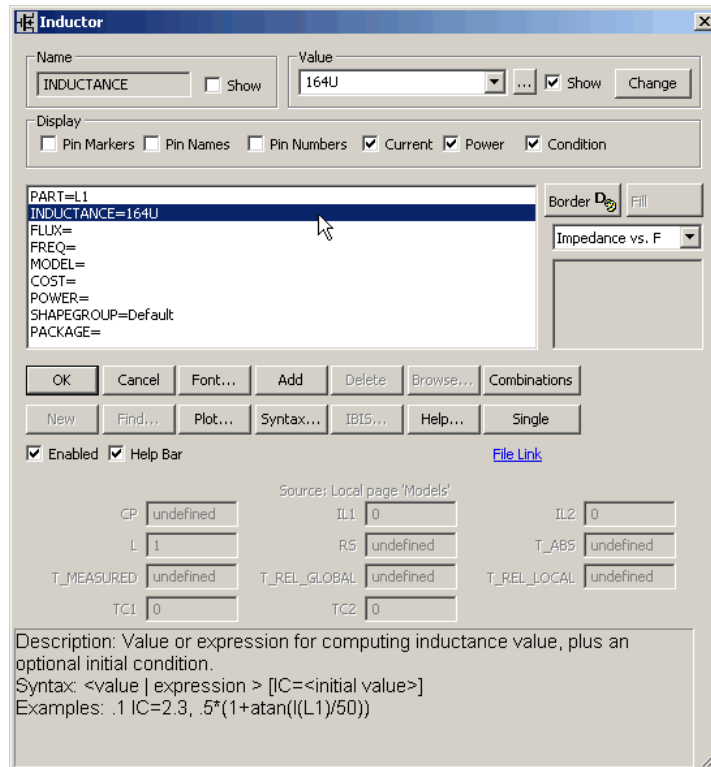 Inductor
Name
INDUCTANCE
Show
Value
164U
...
Show
Change
Display
Pin Markers Pin Names Pin Numbers Current Power Condition
PART=L1
INDUCTANCE=164U
FLUX=
FREQ=
MODEL=
COST=
POWER=
SHAPEGROUP=Default
PACKAGE=
Border
Fill
Impedance vs. F
OK Cancel Font... Add Delete Browse... Combinations
New Find... Plot... Syntax... IBIS... Help... Single
Enabled Help Bar File Link
Source: Local page 'Models'
CP undefined IL1 0 IL2 0
L 1 RS undefined T_ABS undefined
T_MEASURED undefined T_REL_GLOBAL undefined T_REL_LOCAL undefined
TC1 0 TC2 0
Description: Value or expression for computing inductance value, plus an
optional initial condition.
Syntax: <value | expression > [IC=<initial value>]
Examples: .1 IC=2.3, .5*(1+atan(I(L1)/50))